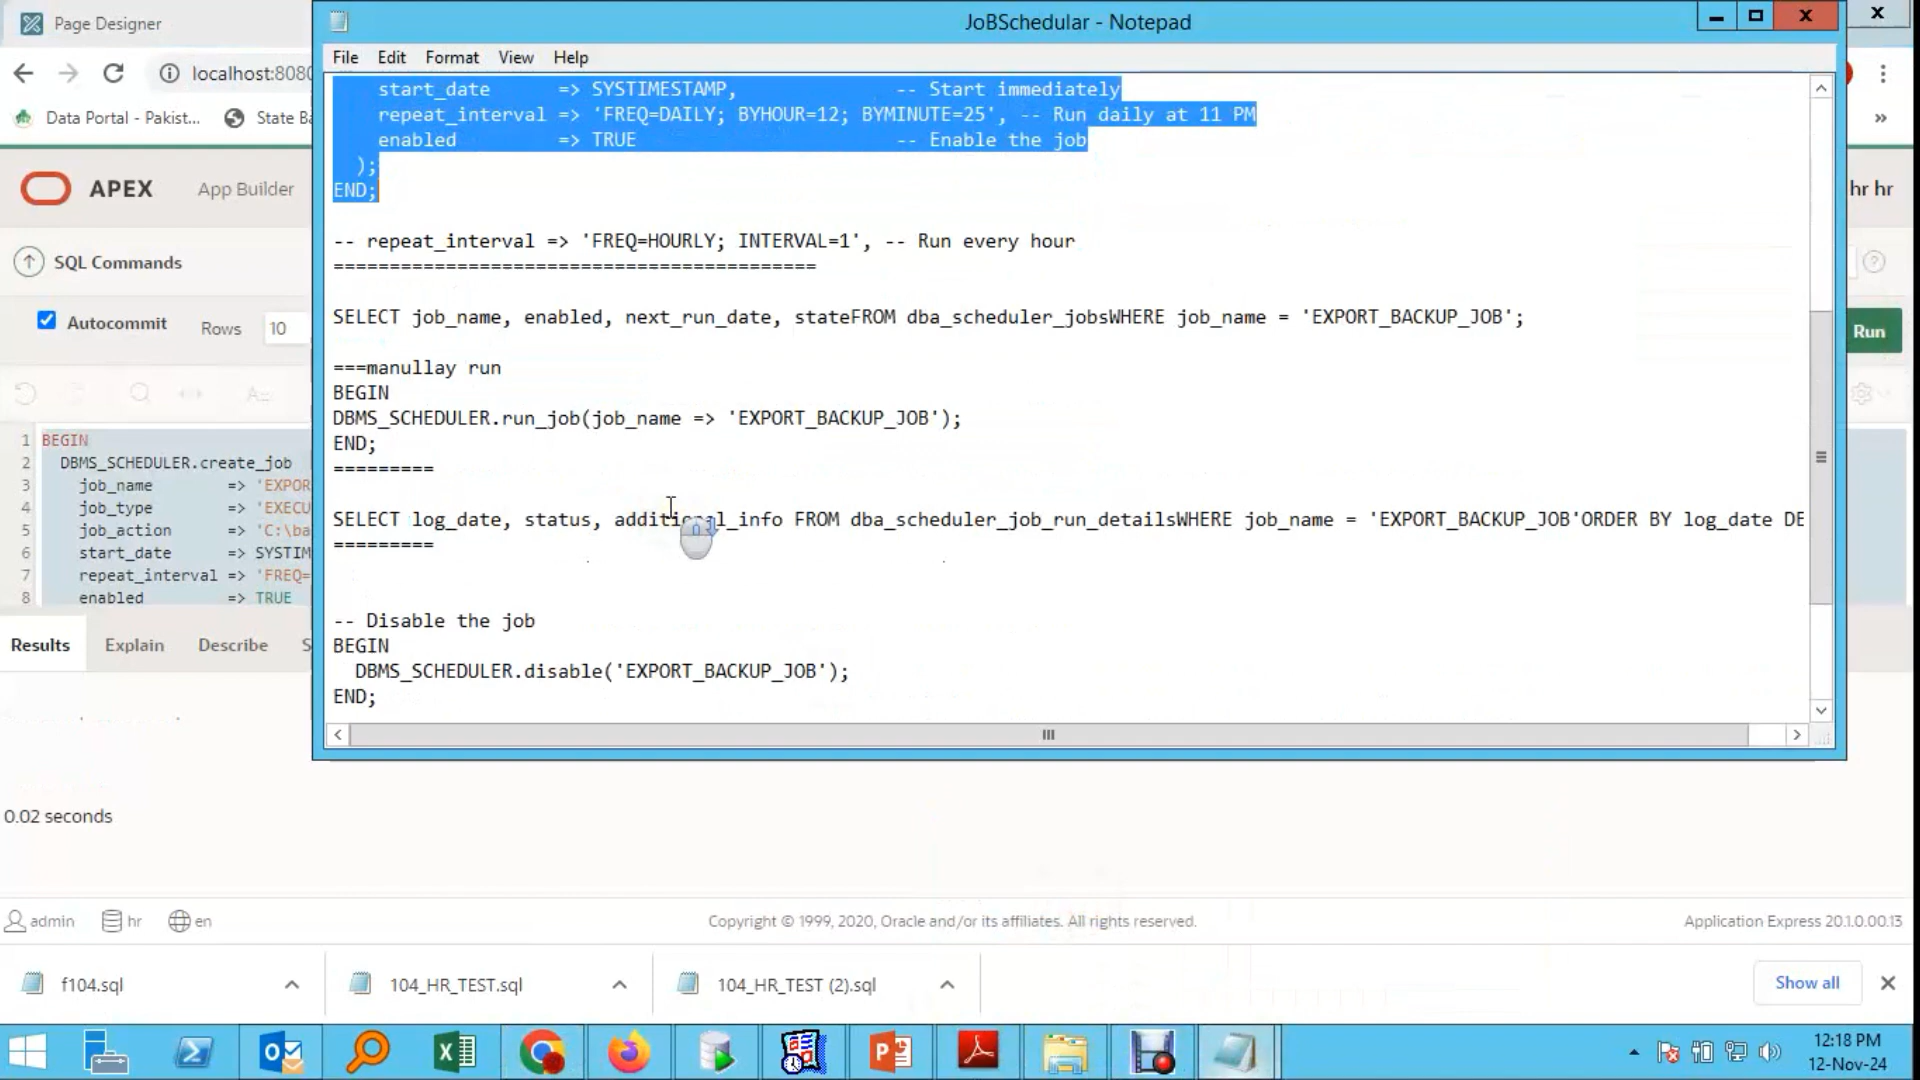 Page Designer
JoBSchedular - Notepad
File Edit Format View Help
localhost:8080
Data Portal - Pakist...
State Ba
»
start_date => SYSTIMESTAMP, -- Start immediately
repeat_interval => 'FREQ=DAILY; BYHOUR=12; BYMINUTE=25', -- Run daily at 11 PM
enabled => TRUE -- Enable the job
);
END;
-- repeat_interval => 'FREQ=HOURLY; INTERVAL=1', -- Run every hour
===========================================
SELECT job_name, enabled, next_run_date, stateFROM dba_scheduler_jobsWHERE job_name = 'EXPORT_BACKUP_JOB';
===manullay run
BEGIN
DBMS_SCHEDULER.run_job(job_name => 'EXPORT_BACKUP_JOB');
END;
=========
SELECT log_date, status, additional_info FROM dba_scheduler_job_run_detailsWHERE job_name = 'EXPORT_BACKUP_JOB'ORDER BY log_date DE
=========
-- Disable the job
BEGIN
DBMS_SCHEDULER.disable('EXPORT_BACKUP_JOB');
END;
APEX App Builder
hr hr
SQL Commands
Autocommit Rows 10
Run
1 BEGIN
2 DBMS_SCHEDULER.create_job
3 job_name => 'EXPOR
4 job_type => 'EXECU
5 job_action => 'C:\ba
6 start_date => SYSTIM
7 repeat_interval => 'FREQ=
8 enabled => TRUE
Results Explain Describe S
0.02 seconds
admin hr en
Copyright © 1999, 2020, Oracle and/or its affiliates. All rights reserved.
Application Express 20.1.0.00.13
f104.sql
104_HR_TEST.sql
104_HR_TEST (2).sql
Show all
12:18 PM
12-Nov-24